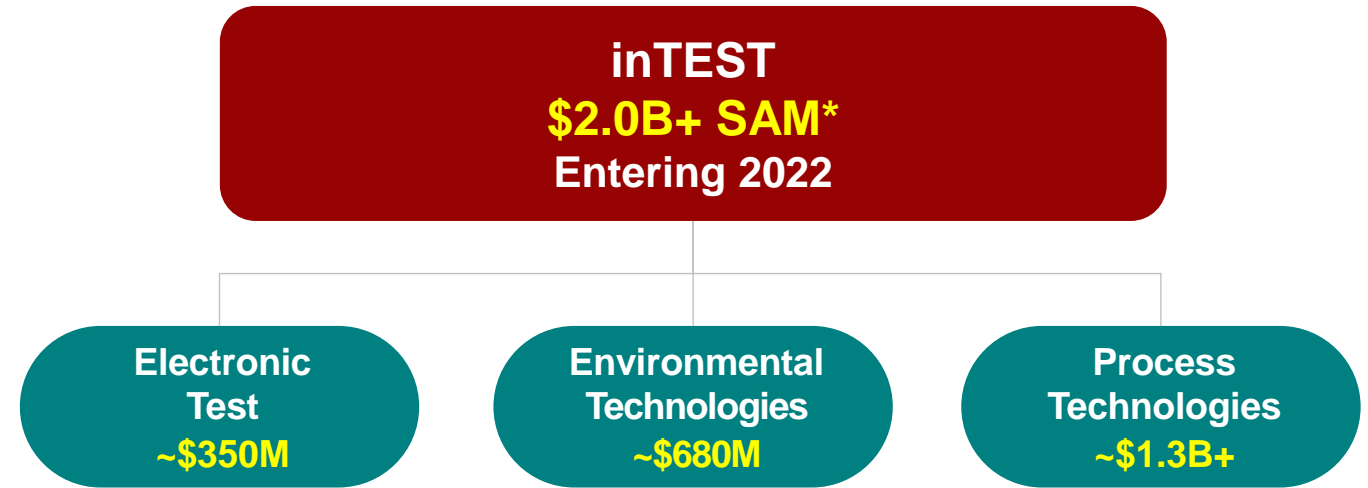 inTEST
$2.0B+ SAM*
Entering 2022
Electronic
Test
~$350M
Environmental
Technologies
~$680M
Process
Technologies
~$1.3B+